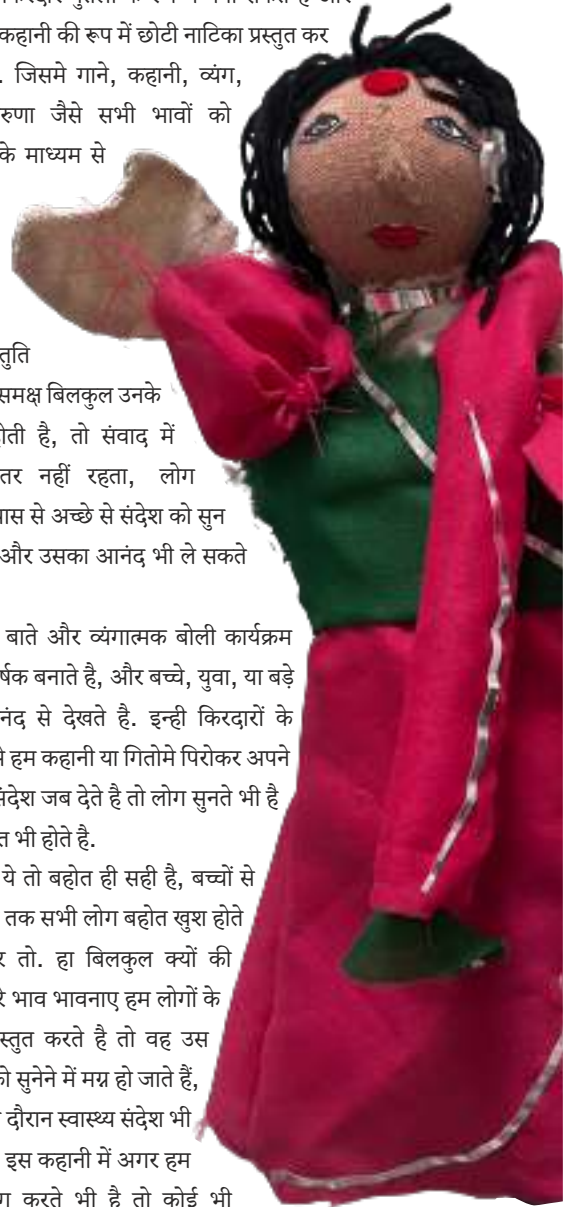 कहानी की रूप में छोटी नाटिका प्रस्तुत कर
. जिसमे गाने, कहानी, व्यंग,
रुणा जैसे सभी भावों को
के माध्यम से
तुति
समक्ष बिलकुल उनके
होती है, तो संवाद में
तर नहीं रहता, लोग
पास से अच्छे से संदेश को सुन
और उसका आनंद भी ले सकते
बाते और व्यंगात्मक बोली कार्यक्रम
र्षक बनाते है, और बच्चे, युवा, या बड़े
नंद से देखते है. इन्ही किरदारों के
से हम कहानी या गितोमे पिरोकर अपने
संदेश जब देते है तो लोग सुनते भी है
त भी होते है.
ये तो बहोत ही सही है, बच्चों से
तक सभी लोग बहोत खुश होते
र तो. हा बिलकुल क्यों की
रे भाव भावनाए हम लोगों के
स्तुत करते है तो वह उस
को सुनेने में मग्न हो जाते हैं,
दौरान स्वास्थ्य संदेश भी
इस कहानी में अगर हम
ग करते भी है तो कोई भी